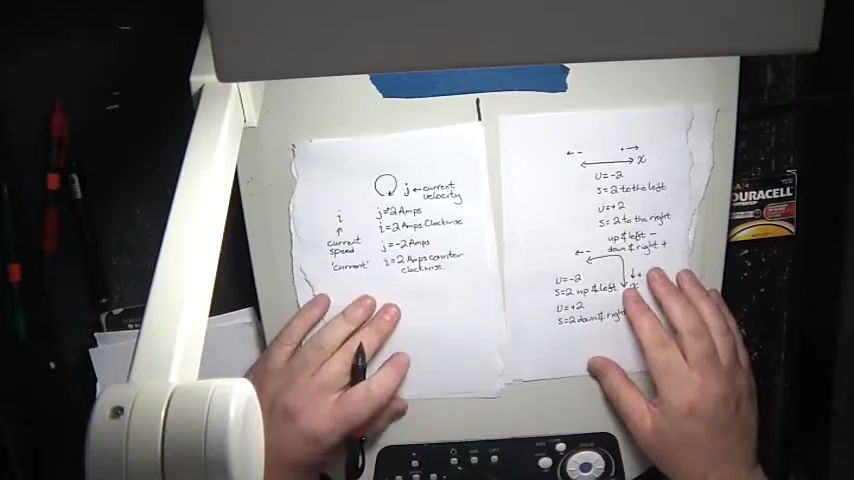 j ← current
velocity
j=2 Amps
i=2 Amps Clockwise
i
↑
current
speed
'current'
j=-2 Amps
i=2 Amps counter
clockwise.
← - + → x
U=-2
S=2 to the left
U=+2
S=2 to the right
up & left -
down & right +
← -
↓ +
x
U=-2
S=2 up & left
U=+2
S=2 down & right
DURACELL
ZOOM